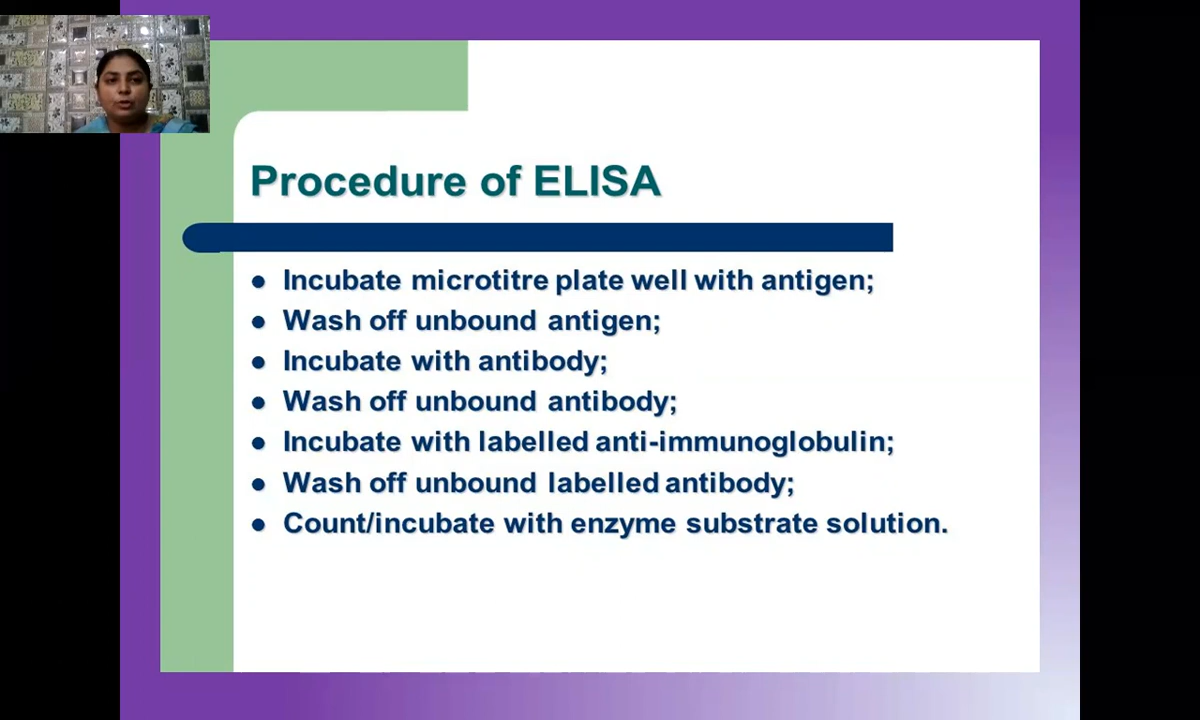 Procedure of ELISA
Incubate microtitre plate well with antigen;
Wash off unbound antigen;
Incubate with antibody;
Wash off unbound antibody;
Incubate with labelled anti-immunoglobulin;
Wash off unbound labelled antibody;
Count/incubate with enzyme substrate solution.